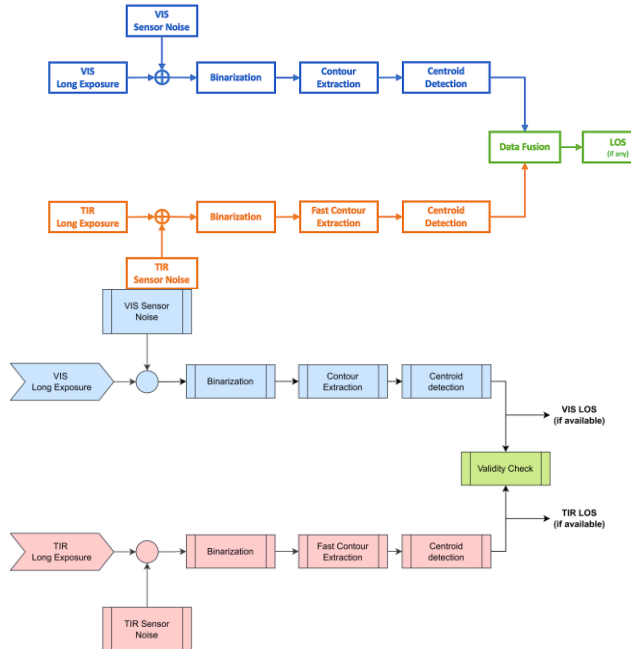 VIS
Sensor Noise
VIS
Long Exposure
Binarization
Contour
Extraction
Centroid
Detection
Data Fusion
LOS
(if any)
TIR
Long Exposure
Binarization
Fast Contour
Extraction
Centroid
Detection
TIR
Sensor Noise
VIS Sensor
Noise
VIS
Long Exposure
Binarization
Contour
Extraction
Centroid
detection
VIS LOS
(if available)
Validity Check
TIR LOS
(if available)
TIR
Long Exposure
Binarization
Fast Contour
Extraction
Centroid
detection
TIR Sensor
Noise